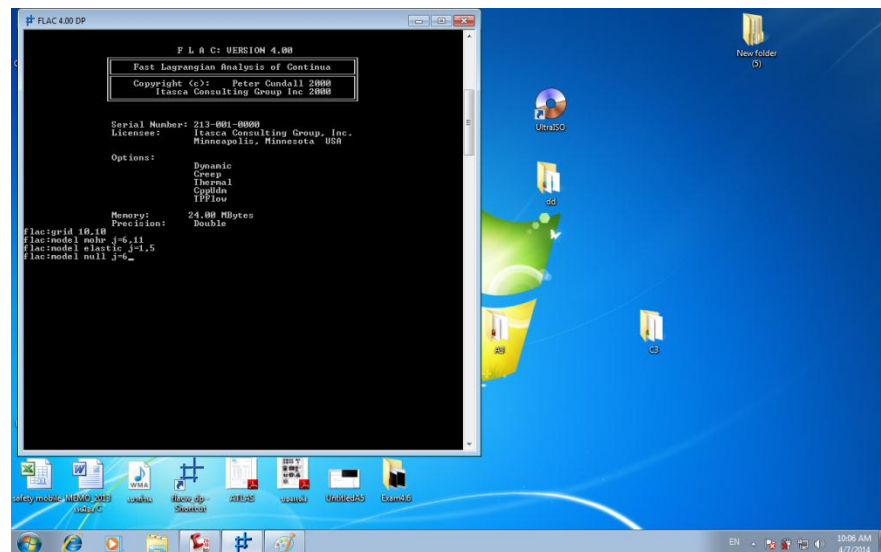 FLAC 4.00 DP
F L A C: VERSION 4.00
Fast Lagrangian Analysis of Continua
Copyright (c): Peter Cundall 2000
Itasca Consulting Group Inc 2000
Serial Number: 213-001-0000
Licensee: Itasca Consulting Group, Inc.
Minneapolis, Minnesota USA
Options:
Dynamic
Creep
Thermal
CppUdm
TPFlow
Memory: 24.00 MBytes
Precision: Double
flac:grid 10,10
flac:model mohr j=6,11
flac:model elastic j=1,5
flac:model null j=6_
New folder
(5)
UltraISO
dd
A3
C3
safety mobile
MEMO_2013
flacw_dp -
Shortcut
ATLAS
UntitledA5
Exam4.6
EN
10:06 AM
4/7/2014